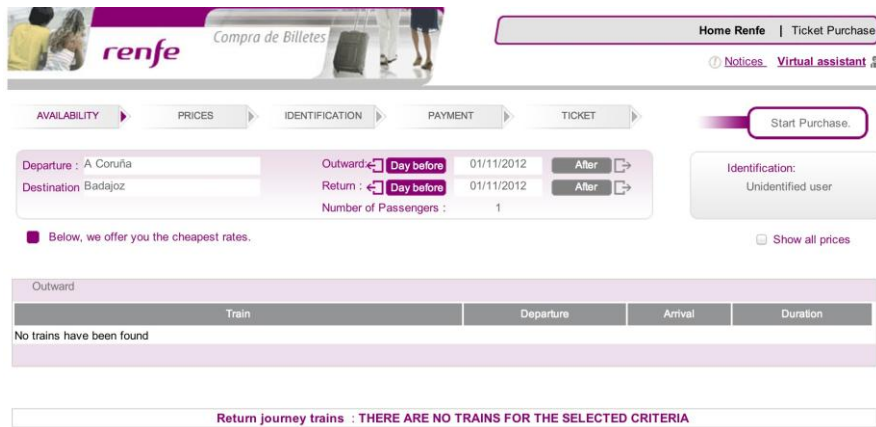 renfe
Compra de Billetes
Home Renfe | Ticket Purchase
Notices Virtual assistant
AVAILABILITY PRICES IDENTIFICATION PAYMENT TICKET
Start Purchase.
Departure : A Coruña Outward: Day before 01/11/2012 After
Destination Badajoz Return : Day before 01/11/2012 After
Number of Passengers : 1
Identification:
Unidentified user
Below, we offer you the cheapest rates.
Show all prices
Outward
Train Departure Arrival Duration
No trains have been found
Return journey trains : THERE ARE NO TRAINS FOR THE SELECTED CRITERIA